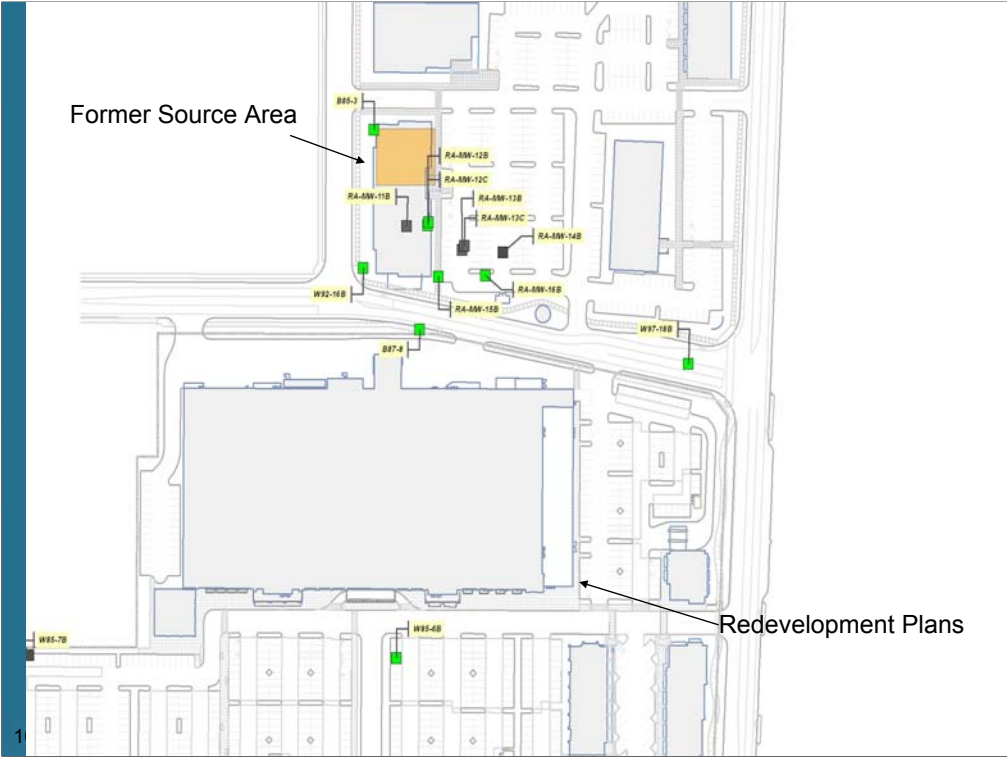 B85-3
Former Source Area
RA-MW-12B
RA-MW-12C
RA-MW-11B
RA-MW-13B
RA-MW-13C
RA-MW-14B
W92-16B
RA-MW-16B
RA-MW-15B
W97-18B
B87-8
Redevelopment Plans
W85-6B
W85-7B